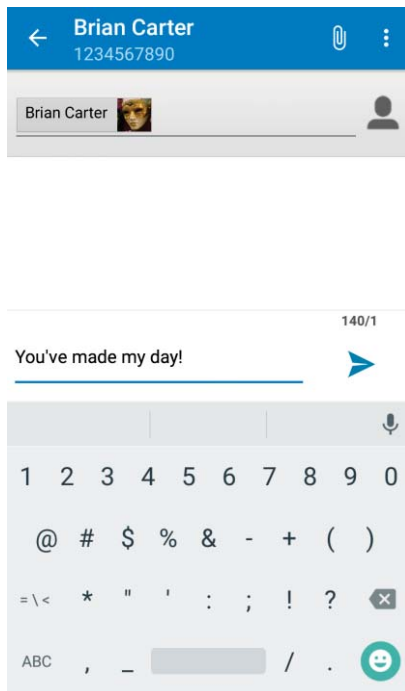 Brian Carter
1234567890
Brian Carter
140/1
You've made my day!
1 2 3 4 5 6 7 8 9 0
@ # $ % & - + ( )
= \ < * " ' : ; ! ?
ABC , _ / .